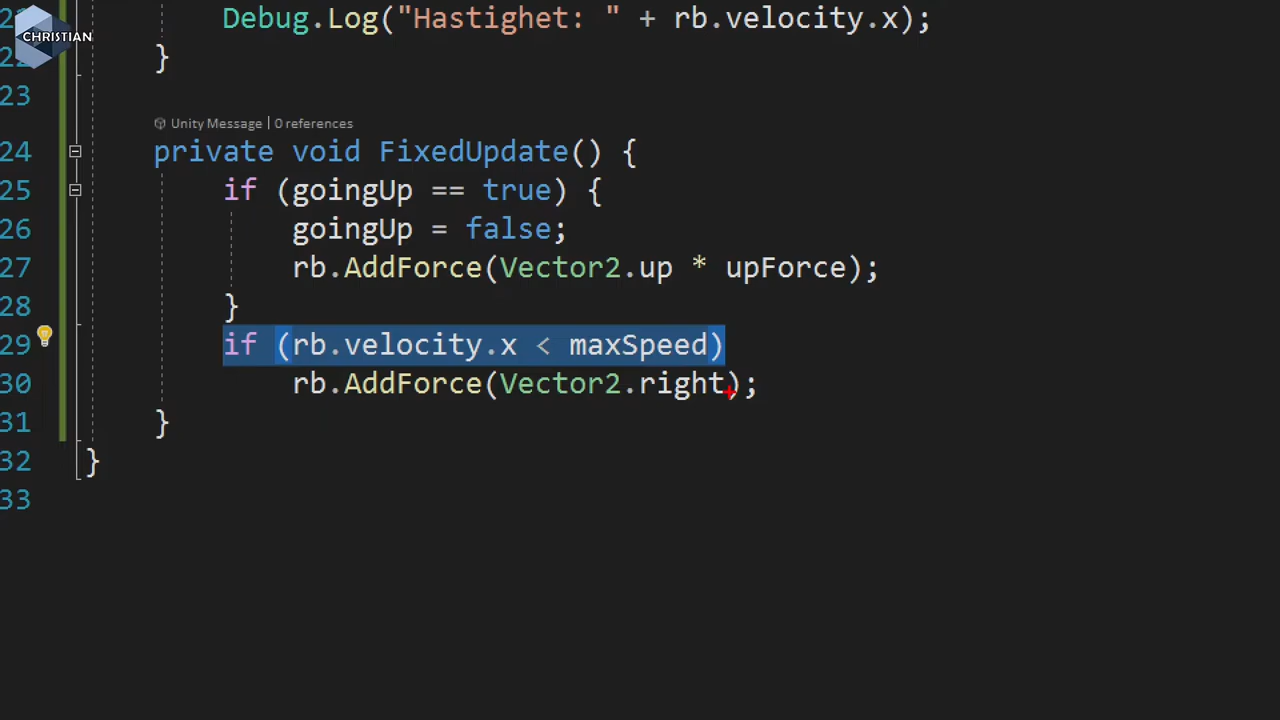 Debug.Log("Hastighet: " + rb.velocity.x);
CHRISTIAN
22 }
23
Unity Message | 0 references
24 private void FixedUpdate() {
25 if (goingUp == true) {
26 goingUp = false;
27 rb.AddForce(Vector2.up * upForce);
28 }
29 if (rb.velocity.x < maxSpeed)
30 rb.AddForce(Vector2.right);
31 }
32 }
33